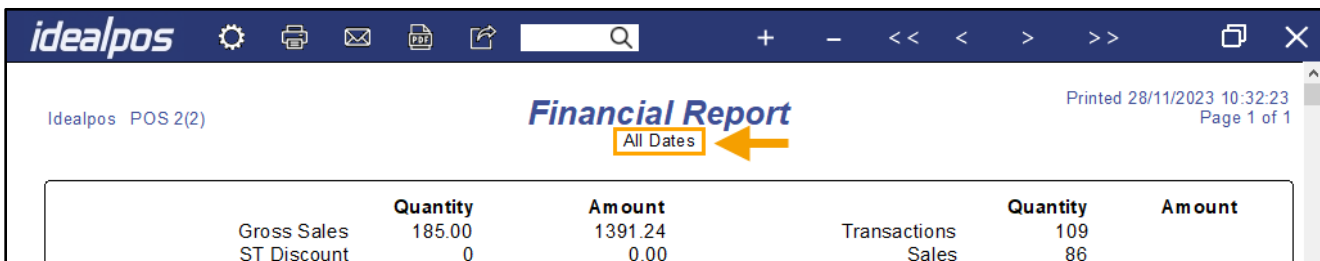 idealpos PDF + - << < > >>
Idealpos POS 2(2) Financial Report Printed 28/11/2023 10:32:23
All Dates Page 1 of 1
Quantity Amount Quantity Amount
Gross Sales 185.00 1391.24 Transactions 109
ST Discount 0 0.00 Sales 86